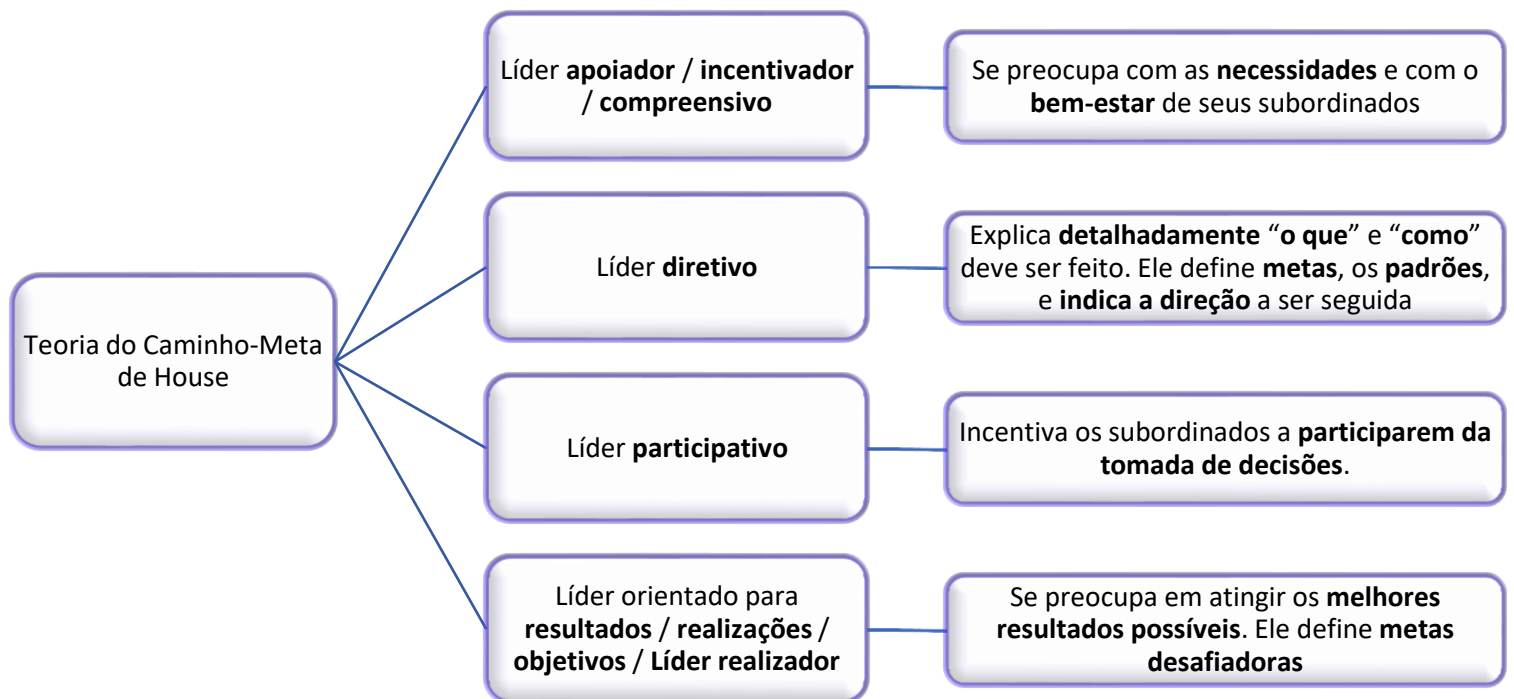 Teoria do Caminho-Meta
de House
Líder apoiador / incentivador
/ compreensivo
Se preocupa com as necessidades e com o
bem-estar de seus subordinados
Líder diretivo
Explica detalhadamente “o que” e “como”
deve ser feito. Ele define metas, os padrões,
e indica a direção a ser seguida
Líder participativo
Incentiva os subordinados a participarem da
tomada de decisões.
Líder orientado para
resultados / realizações /
objetivos / Líder realizador
Se preocupa em atingir os melhores
resultados possíveis. Ele define metas
desafiadoras